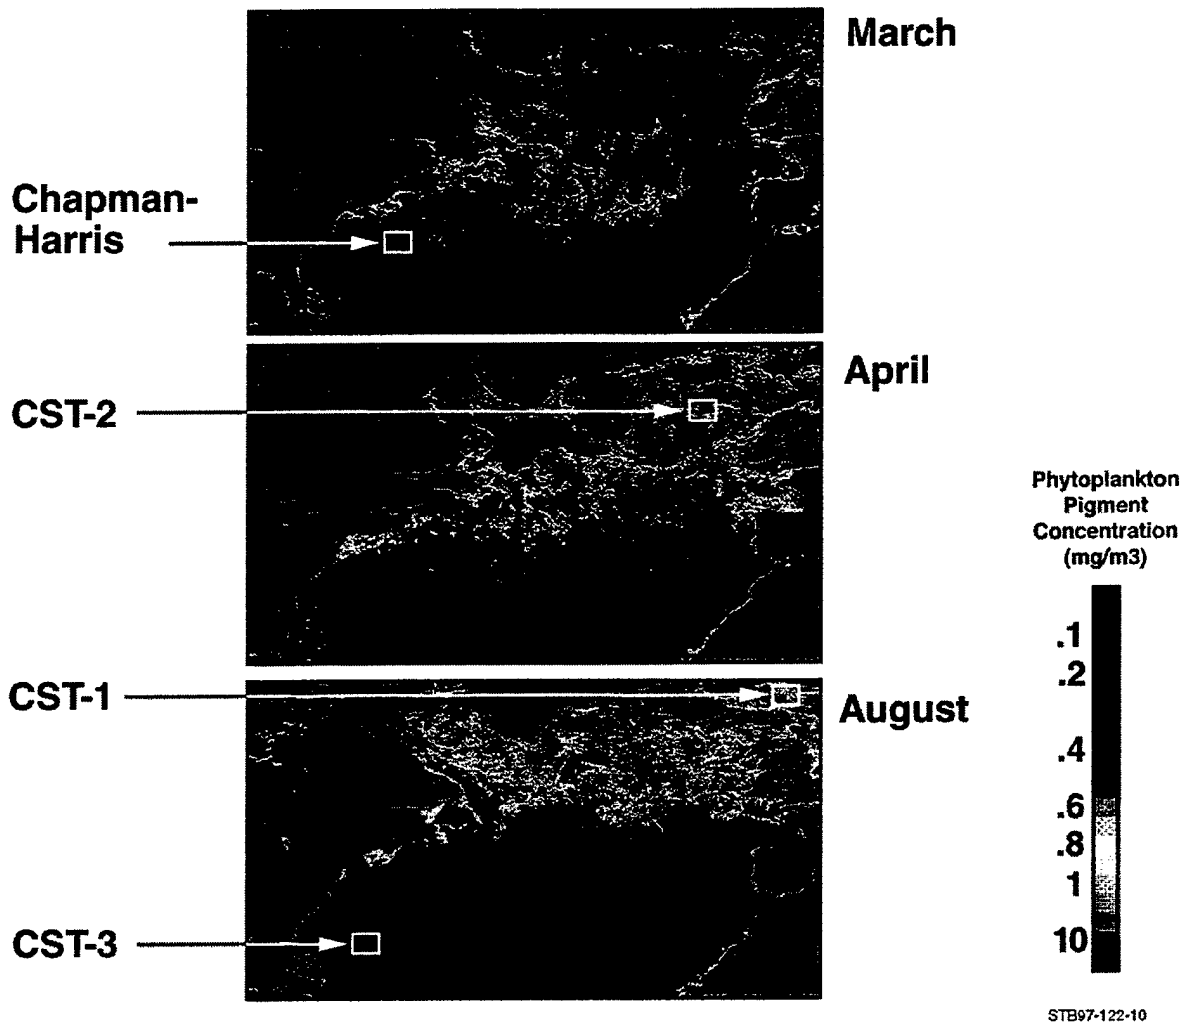 March
Chapman-
Harris
April
CST-2
CST-1
August
CST-3
Phytoplankton
Pigment
Concentration
(mg/m3)
.1
.2
.4
.6
.8
1
10
STB97-122-10